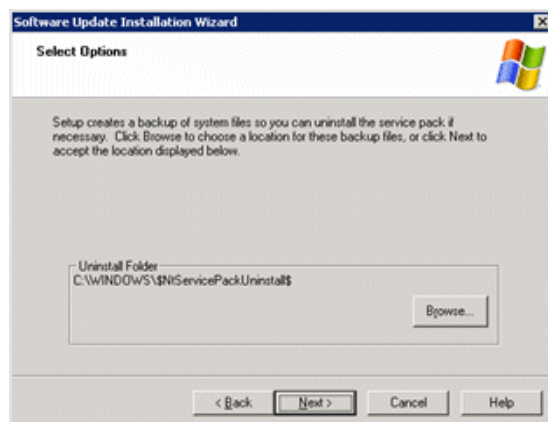 Software Update Installation Wizard
Select Options
Setup creates a backup of system files so you can uninstall the service pack if
necessary. Click Browse to choose a location for these backup files, or click Next to
accept the location displayed below.
Uninstall Folder
C:\WINDOWS\$NtServicePackUninstall$
Browse...
< Back
Next >
Cancel
Help